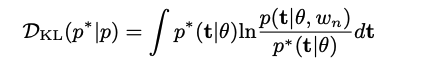 𝒟_KL(p*|p) = ∫ p*(𝐭|θ)ln p(𝐭|θ, w_n) / p*(𝐭|θ) d𝐭